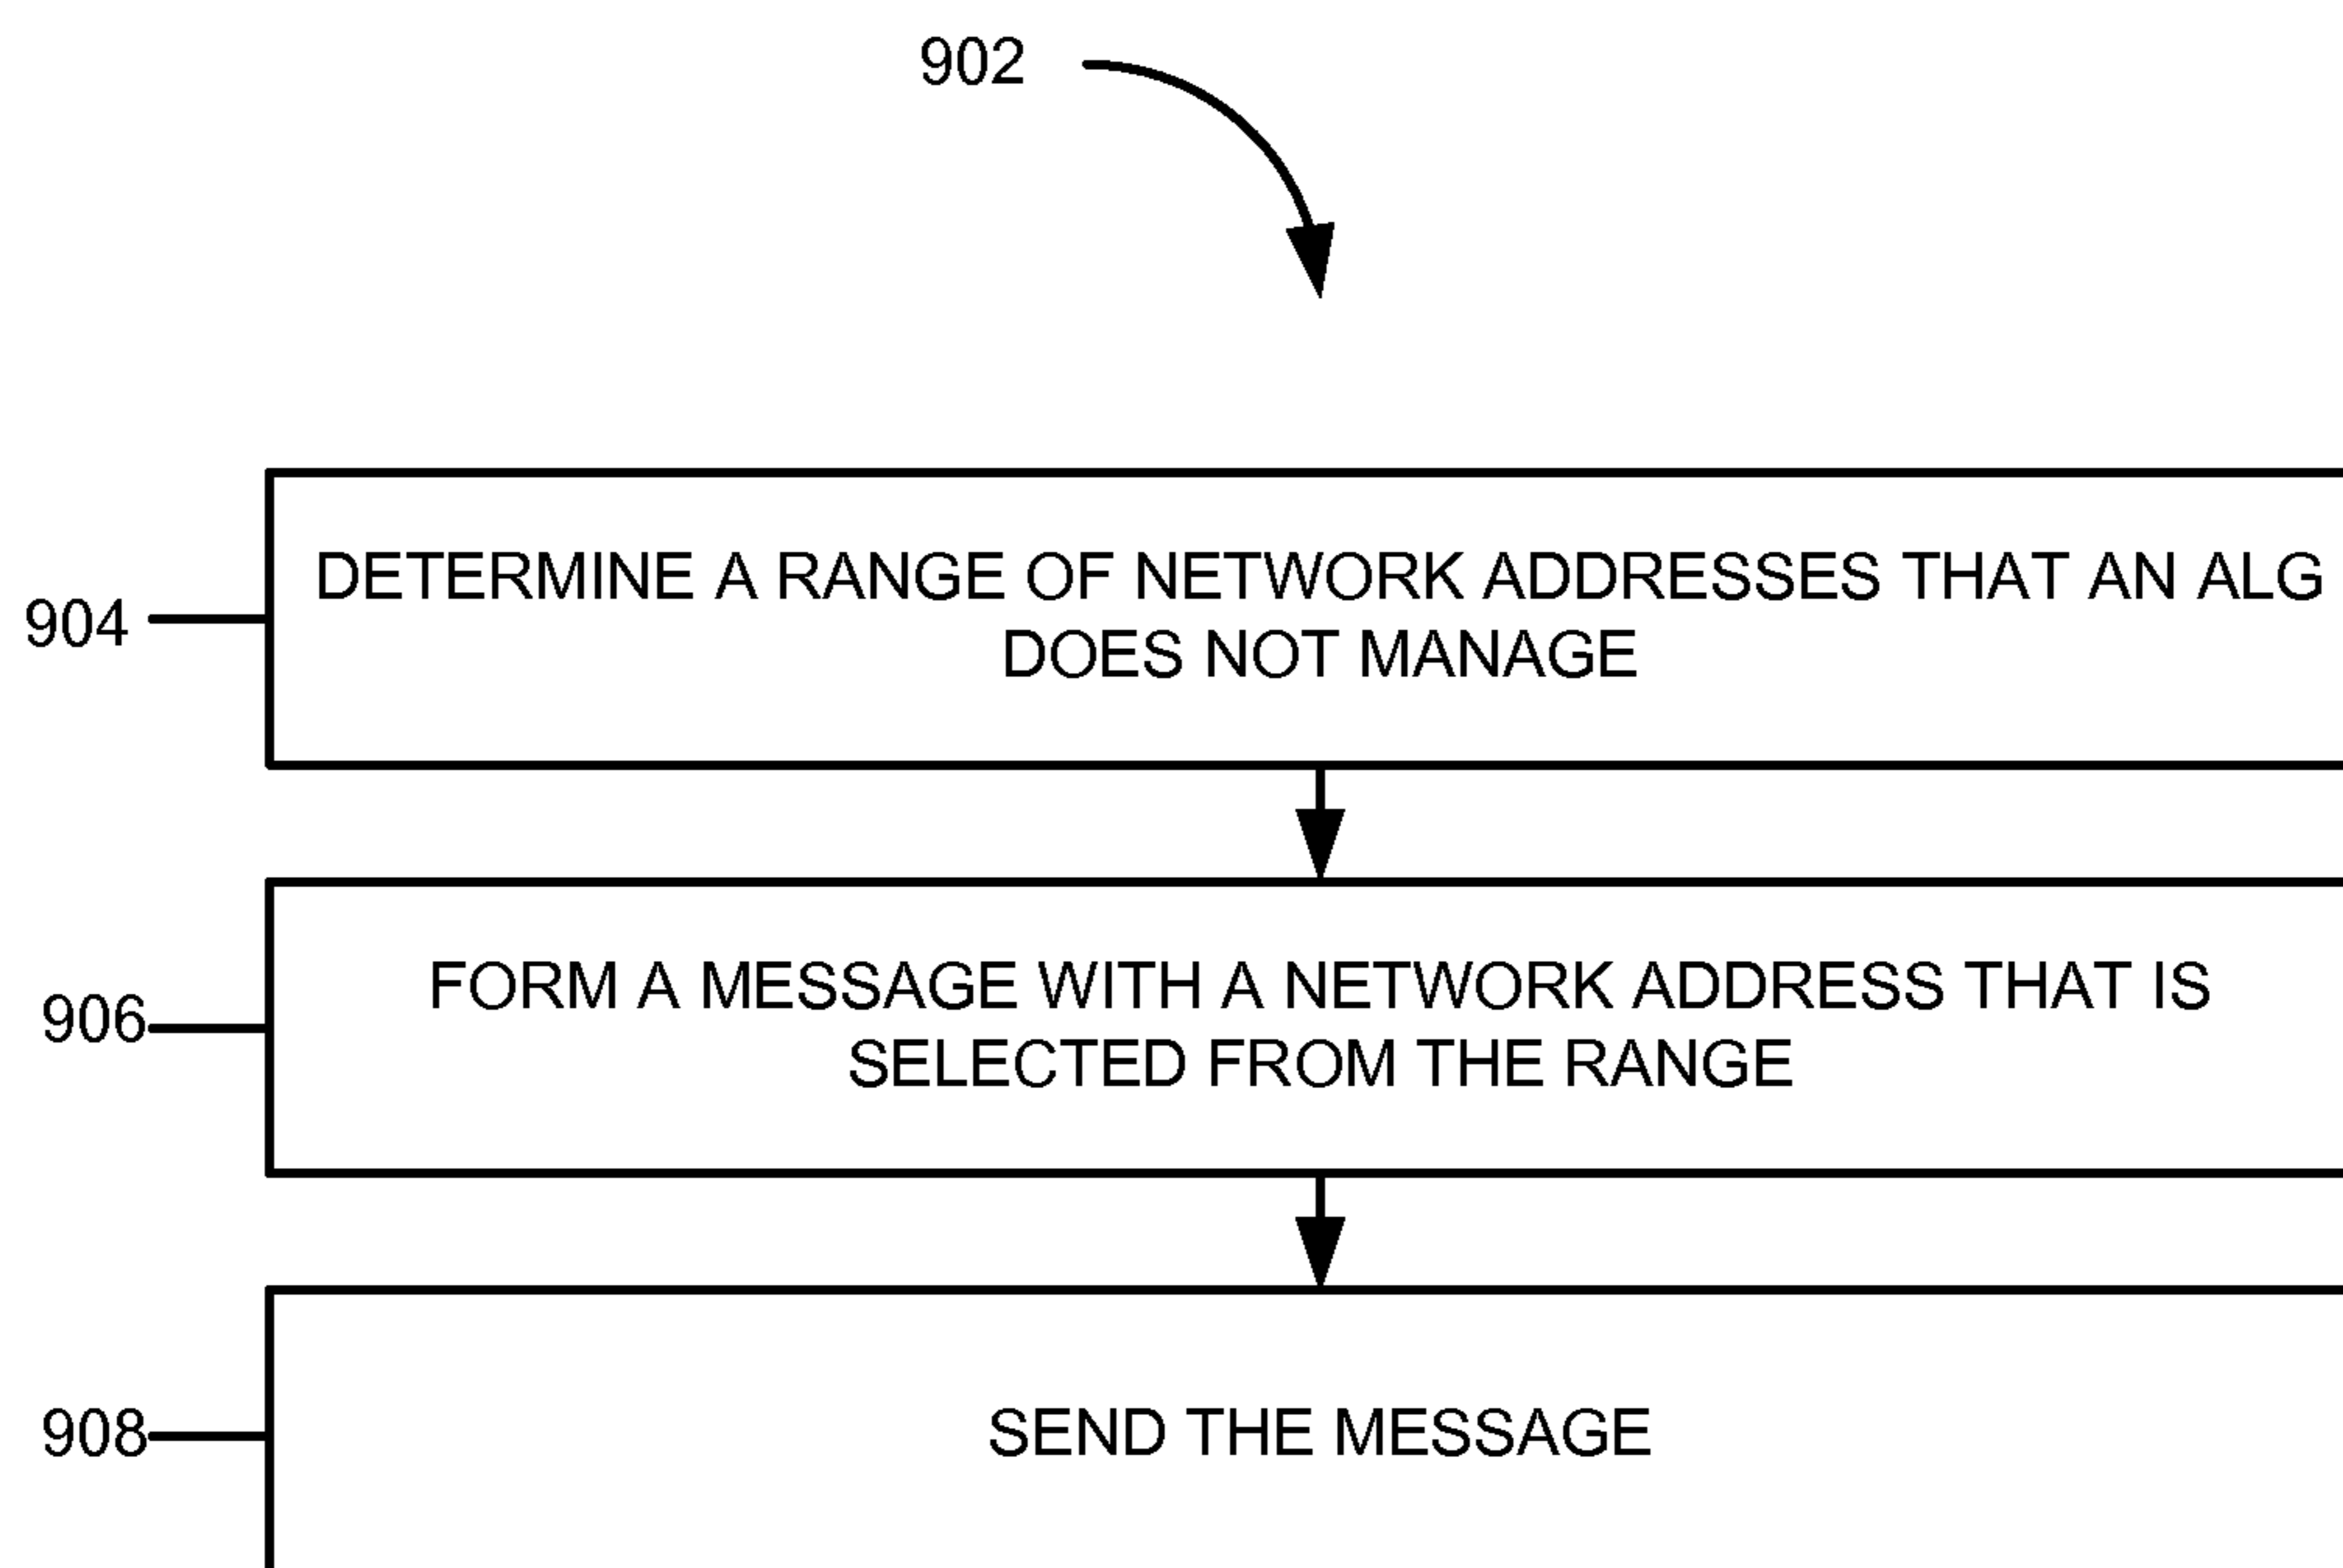 902
904
DETERMINE A RANGE OF NETWORK ADDRESSES THAT AN ALG
DOES NOT MANAGE
906
FORM A MESSAGE WITH A NETWORK ADDRESS THAT IS
SELECTED FROM THE RANGE
908
SEND THE MESSAGE